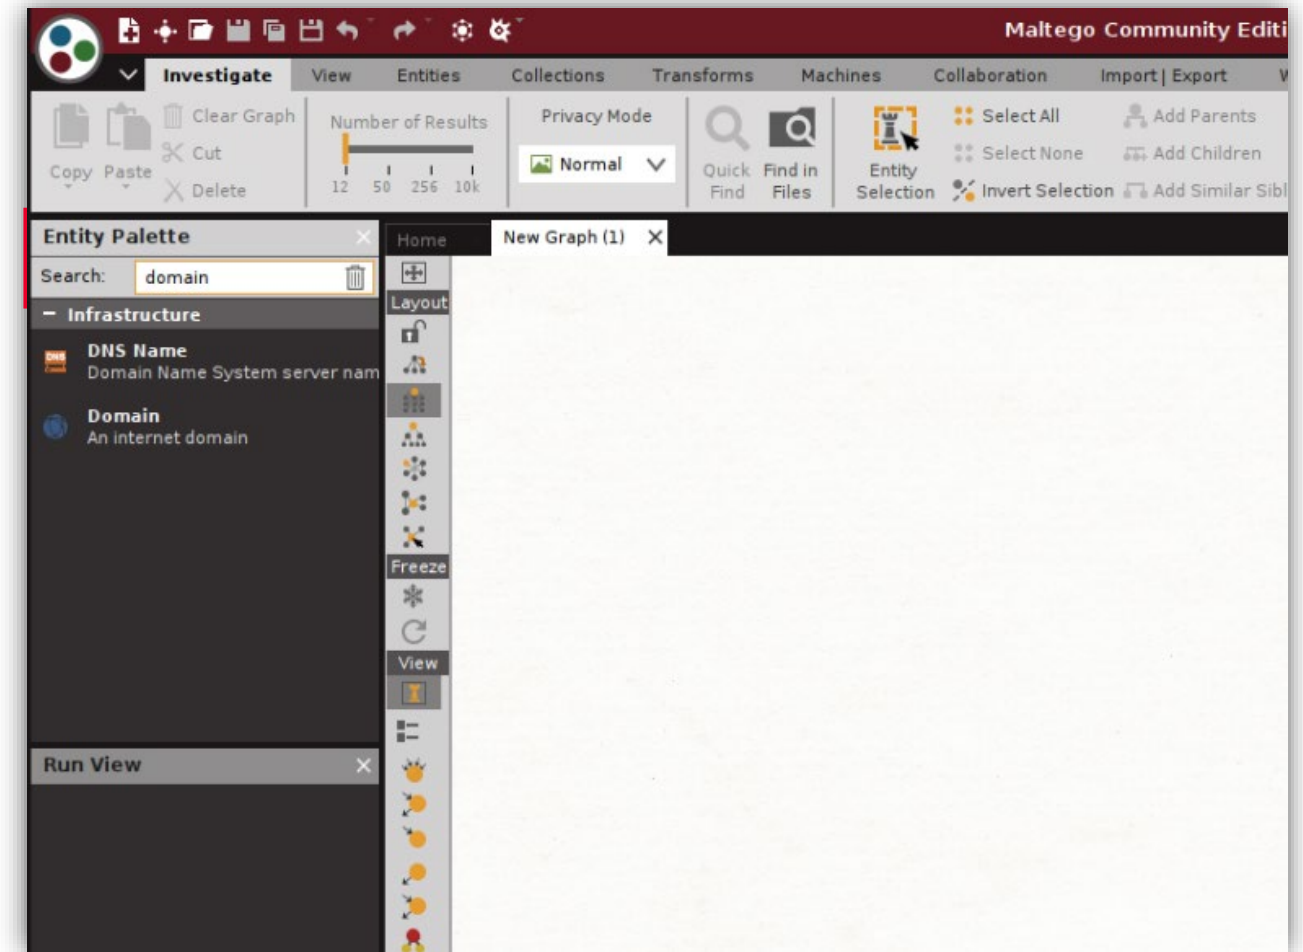 Maltego Community Editi
Investigate View Entities Collections Transforms Machines Collaboration Import | Export W
Copy Paste Clear Graph Cut Delete
Number of Results
12 50 256 10k
Privacy Mode
Normal
Quick Find
Find in Files
Entity Selection
Select All
Select None
Invert Selection
Add Parents
Add Children
Add Similar Sibl
Entity Palette
Search: domain
Infrastructure
DNS
DNS Name
Domain Name System server nam
Domain
An internet domain
Run View
Home New Graph (1)
Layout
Freeze
View